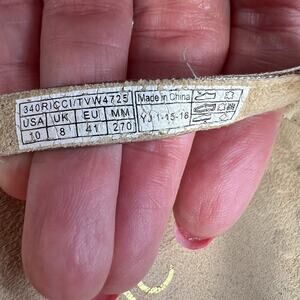 340RICCI/TVW4725
USA UK EU MM
10 8 41 270
Made in China
YJ 1-15-18